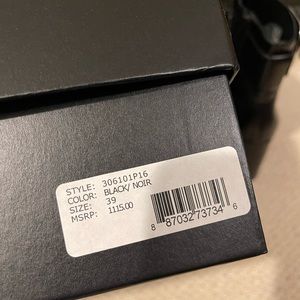 STYLE: 306101P16
COLOR: BLACK/ NOIR
SIZE: 39
MSRP: 1115.00
8 87032 73734 6